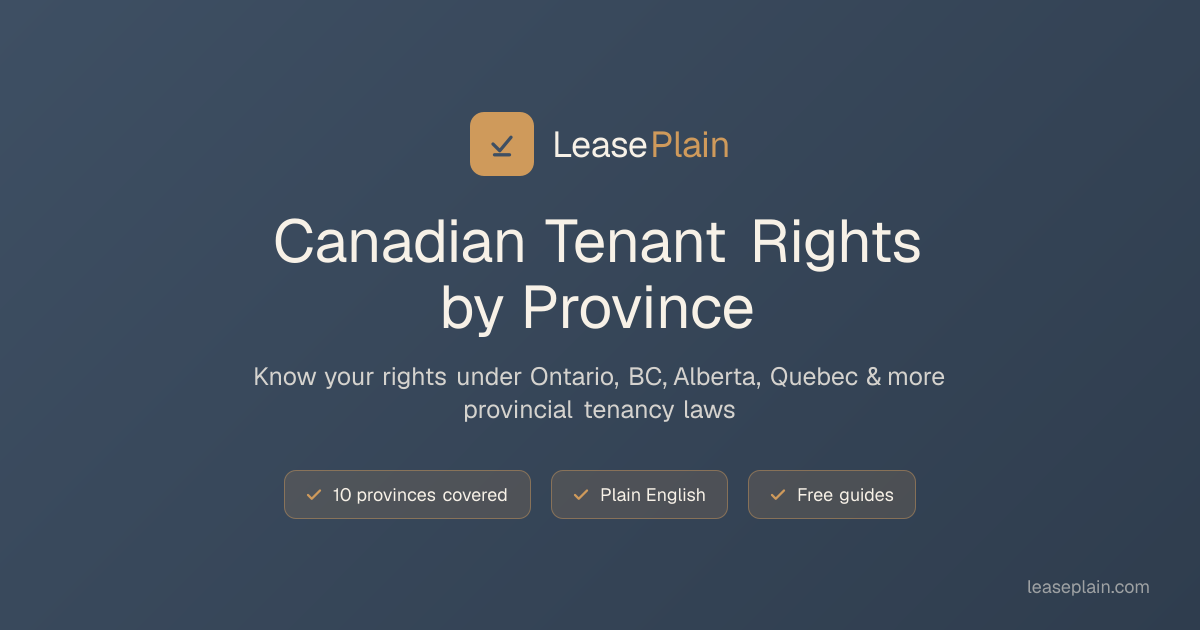 LeasePlain
Canadian Tenant Rights
by Province
Know your rights under Ontario, BC, Alberta, Quebec & more
provincial tenancy laws
10 provinces covered
Plain English
Free guides
leaseplain.com